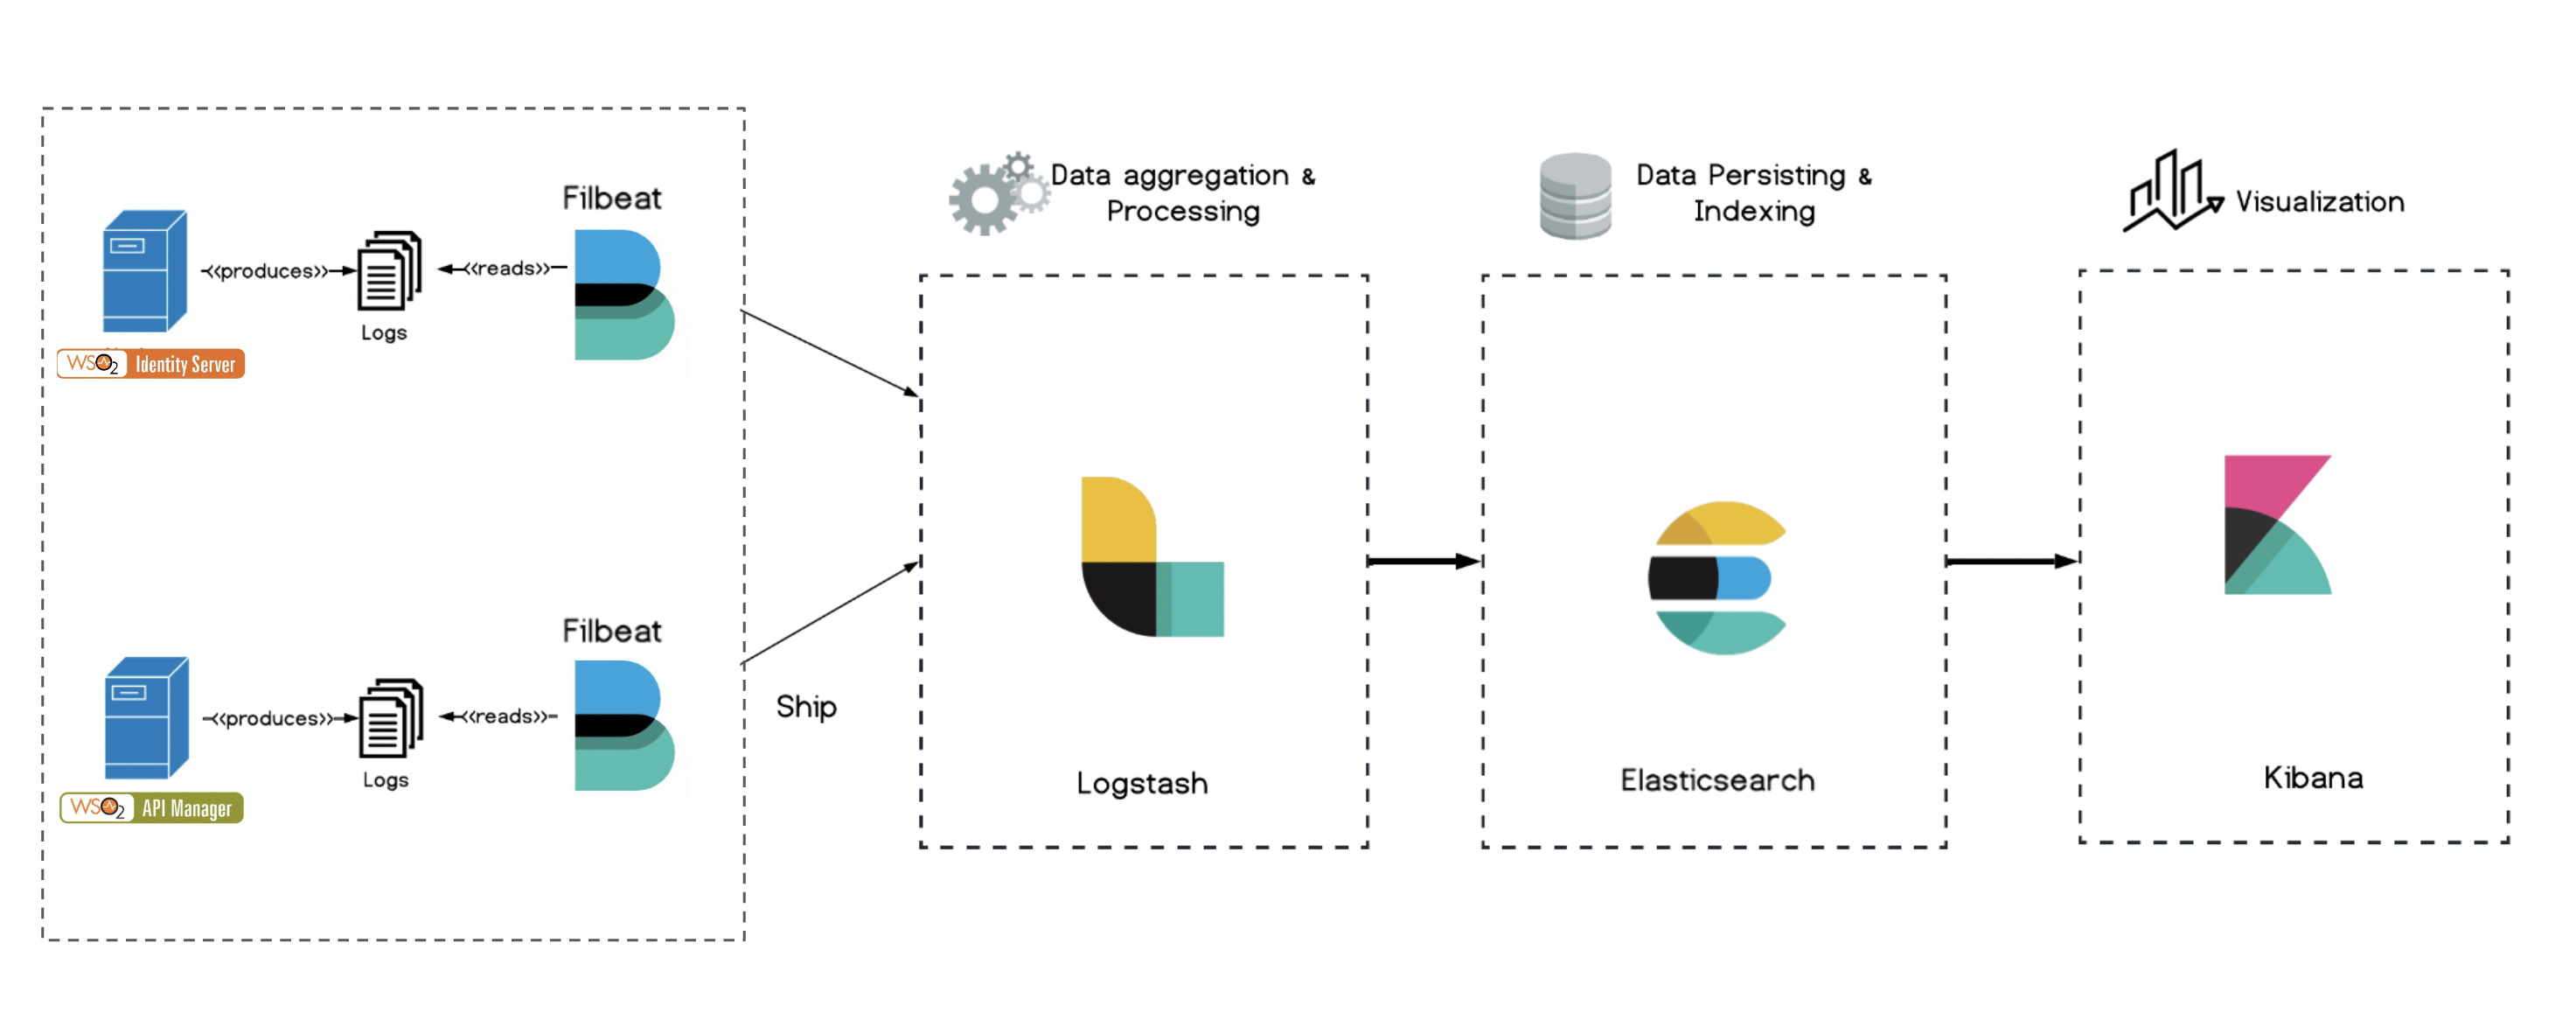 Filbeat
<<produces>>
<<reads>>
Logs
WSO2 Identity Server
Filbeat
<<produces>>
<<reads>>
Logs
WSO2 API Manager
Ship
Data aggregation &
Processing
Logstash
Data Persisting &
Indexing
Elasticsearch
Visualization
Kibana